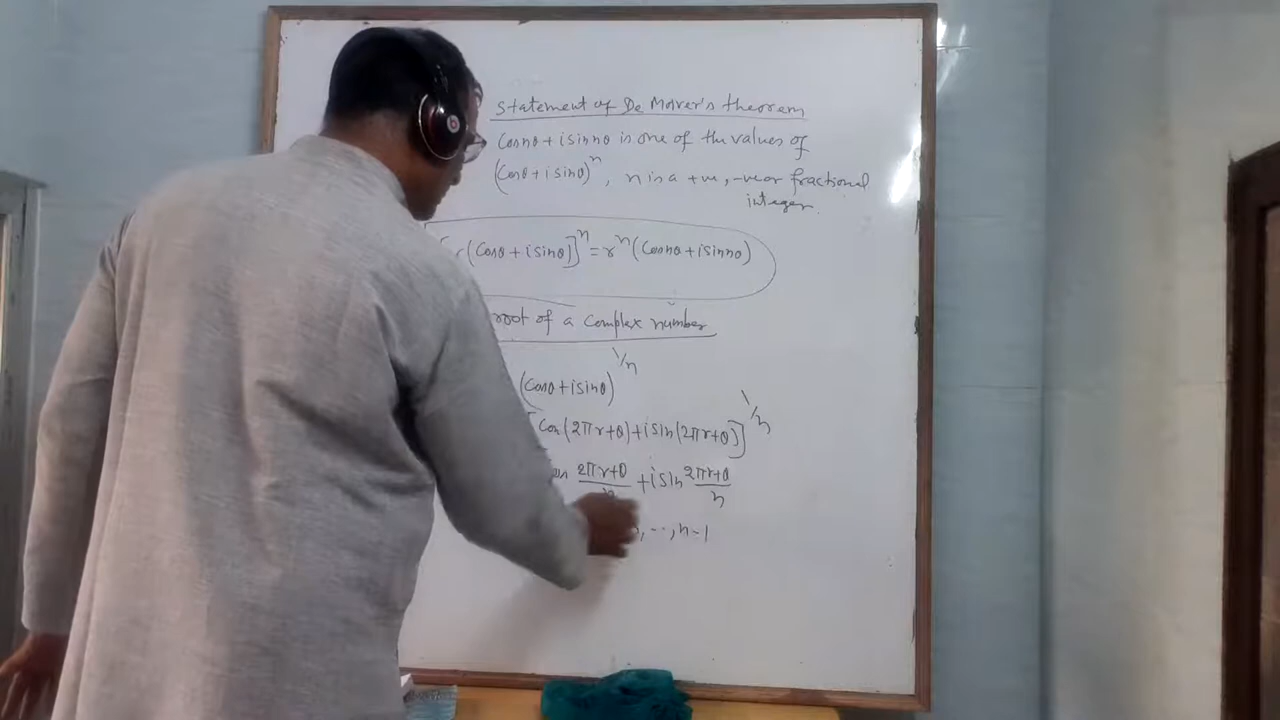 Statement of De Moiver's theorem
Cosnθ + i sinnθ is one of the values of
(Cosθ + i sinθ)^n, n is a +ve, -ve or fractional
integer.
r(Cosθ + i sinθ)]^n = r^n (Cosnθ + i sinnθ)
root of a Complex number
(Cosθ + i sinθ)^1/n
[Cos(2πr+θ) + i sin(2πr+θ)]^1/n
2πr+θ/n + i sin 2πr+θ/n
, --, n-1